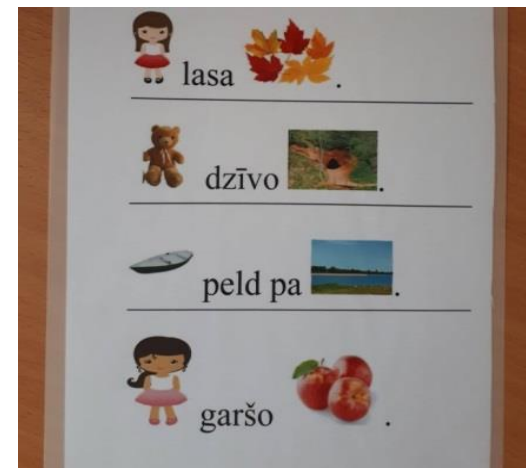 lasa .
dzīvo .
peld pa .
garšo .